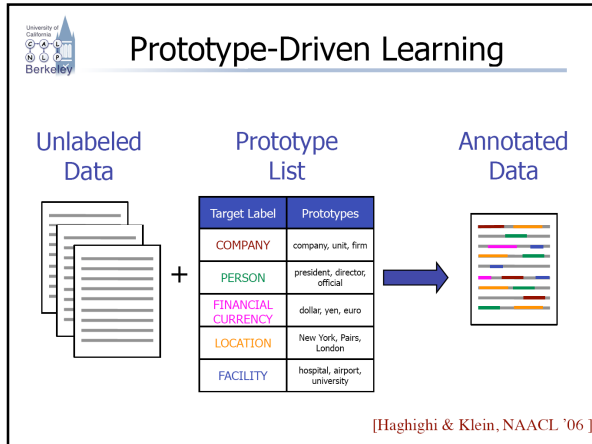 University of
California
C A L
N L P
Berkeley
Prototype-Driven Learning
Unlabeled
Data
Prototype
List
Annotated
Data
Target Label Prototypes
COMPANY company, unit, firm
PERSON president, director,
official
FINANCIAL
CURRENCY dollar, yen, euro
LOCATION New York, Pairs,
London
FACILITY hospital, airport,
university
+
[Haghighi & Klein, NAACL '06 ]